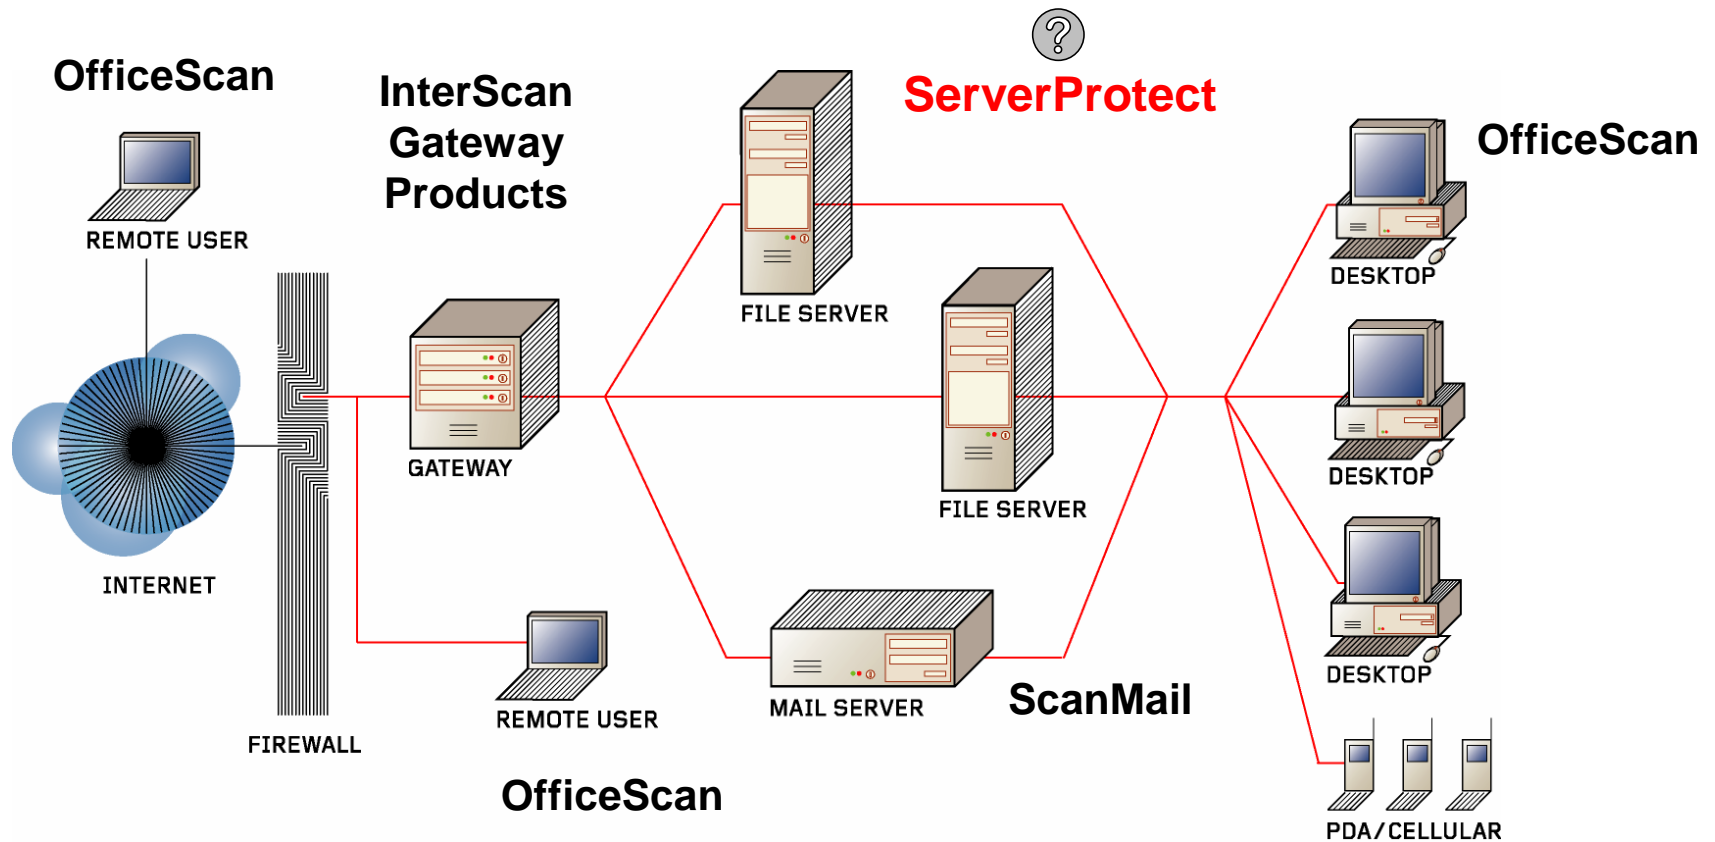 ?
OfficeScan
InterScan
Gateway
Products
ServerProtect
OfficeScan
REMOTE USER
DESKTOP
FILE SERVER
GATEWAY
DESKTOP
FILE SERVER
INTERNET
DESKTOP
ScanMail
MAIL SERVER
REMOTE USER
FIREWALL
OfficeScan
PDA/CELLULAR